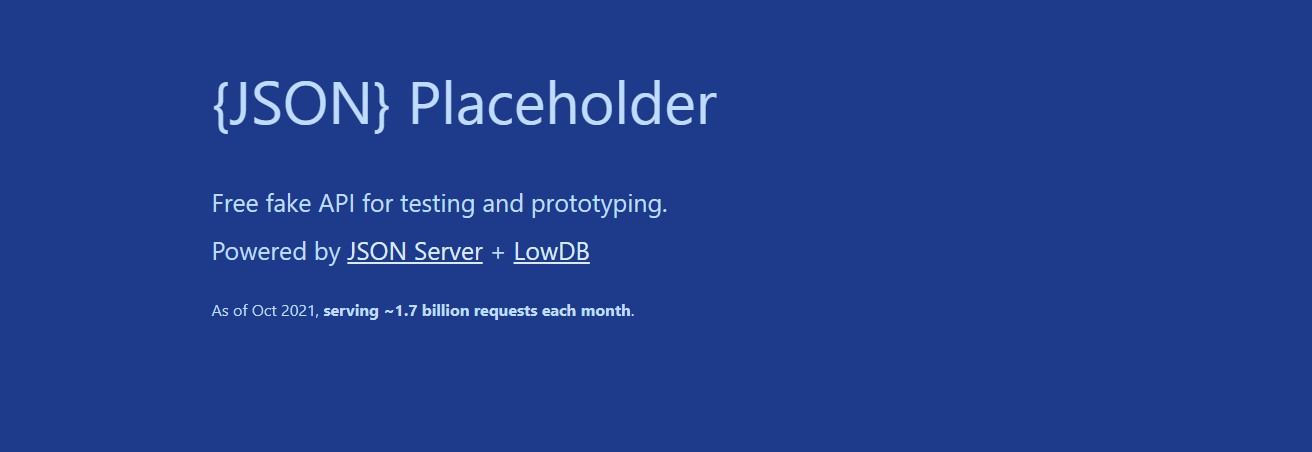 {JSON} Placeholder
Free fake API for testing and prototyping.
Powered by JSON Server + LowDB
As of Oct 2021, serving ~1.7 billion requests each month.